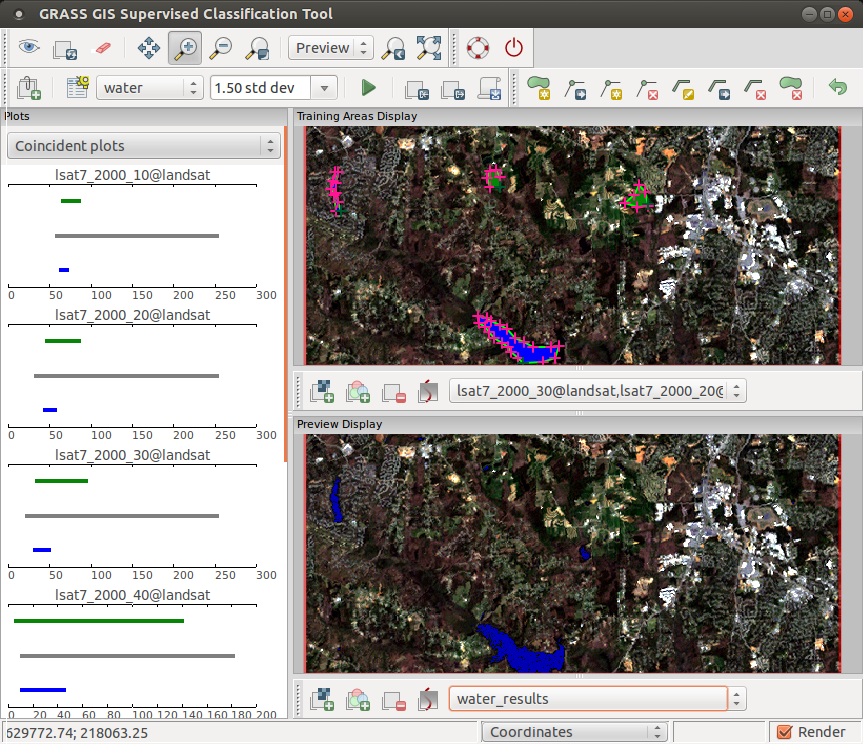 GRASS GIS Supervised Classification Tool
Preview
water 1.50 std dev
Plots
Coincident plots
lsat7_2000_10@landsat
0 50 100 150 200 250 300
lsat7_2000_20@landsat
0 50 100 150 200 250 300
lsat7_2000_30@landsat
0 50 100 150 200 250 300
lsat7_2000_40@landsat
0 20 40 60 80 100 120 140 160 180 200
Training Areas Display
lsat7_2000_30@landsat,lsat7_2000_20@
Preview Display
water_results
629772.74; 218063.25 Coordinates Render